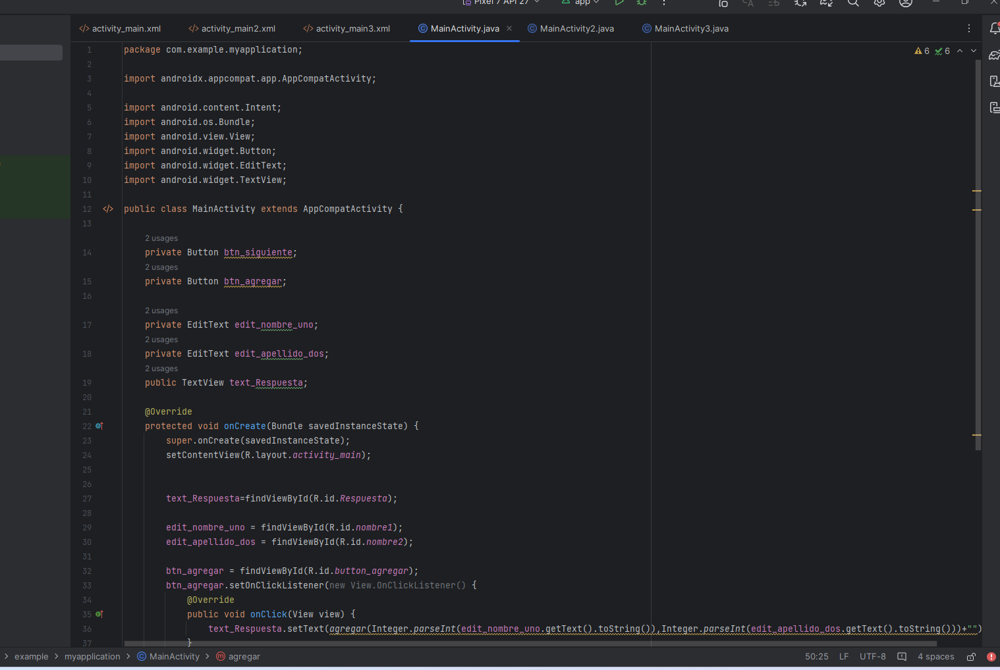 Pixel 7 API 27 app
activity_main.xml activity_main2.xml activity_main3.xml MainActivity.java MainActivity2.java MainActivity3.java
6 6
1 package com.example.myapplication;
2
3 import androidx.appcompat.app.AppCompatActivity;
4
5 import android.content.Intent;
6 import android.os.Bundle;
7 import android.view.View;
8 import android.widget.Button;
9 import android.widget.EditText;
10 import android.widget.TextView;
11
12 </> public class MainActivity extends AppCompatActivity {
13
2 usages
14 private Button btn_siguiente;
2 usages
15 private Button btn_agregar;
16
2 usages
17 private EditText edit_nombre_uno;
2 usages
18 private EditText edit_apellido_dos;
2 usages
19 public TextView text_Respuesta;
20
21 @Override
22 protected void onCreate(Bundle savedInstanceState) {
23 super.onCreate(savedInstanceState);
24 setContentView(R.layout.activity_main);
25
26
27 text_Respuesta=findViewById(R.id.Respuesta);
28
29 edit_nombre_uno = findViewById(R.id.nombre1);
30 edit_apellido_dos = findViewById(R.id.nombre2);
31
32 btn_agregar = findViewById(R.id.button_agregar);
33 btn_agregar.setOnClickListener(new View.OnClickListener() {
34 @Override
35 public void onClick(View view) {
36 text_Respuesta.setText(agregar(Integer.parseInt(edit_nombre_uno.getText().toString()),Integer.parseInt(edit_apellido_dos.getText().toString()))+"")
37 }
> example > myapplication > MainActivity > agregar 50:25 LF UTF-8 4 spaces